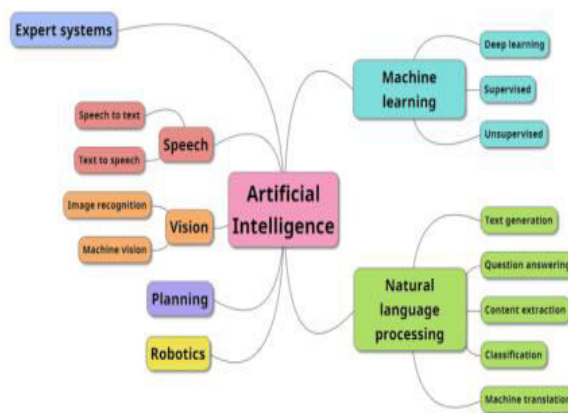 Expert systems
Speech to text
Text to speech
Speech
Image recognition
Machine vision
Vision
Planning
Robotics
Artificial
Intelligence
Machine
learning
Deep learning
Supervised
Unsupervised
Natural
language
processing
Text generation
Question answering
Content extraction
Classification
Machine translation